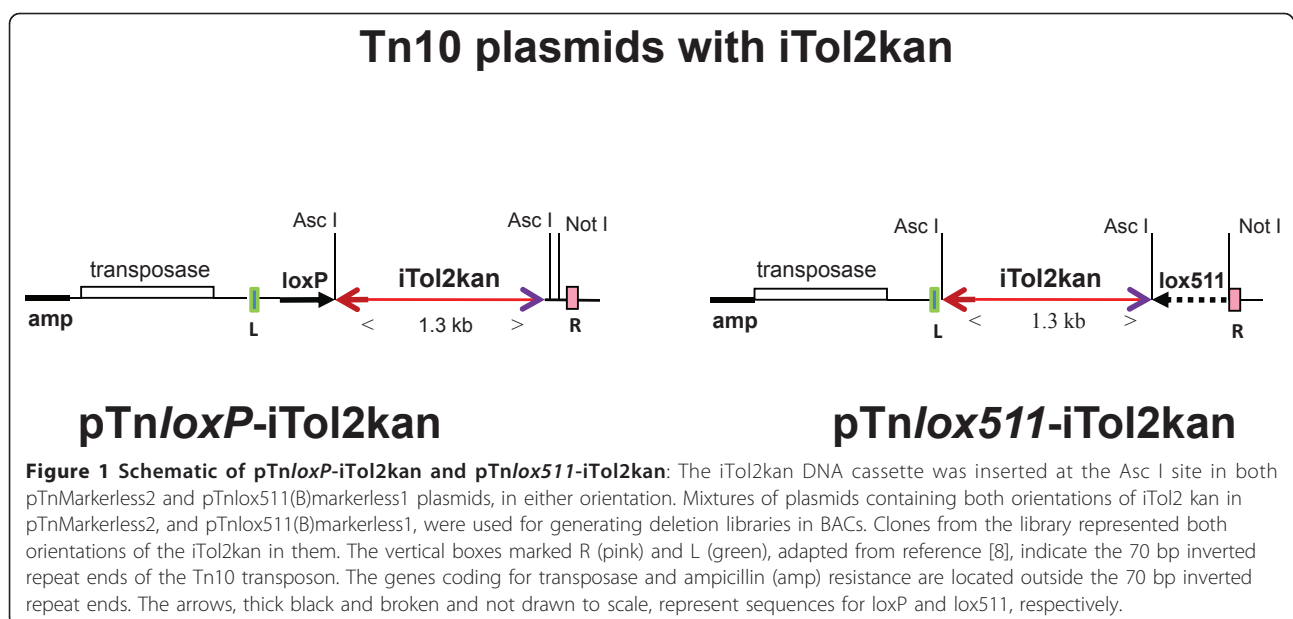 Tn10 plasmids with iTol2kan
Asc I Asc I Not I
transposase loxP iTol2kan
amp L < 1.3 kb > R
Asc I Asc I Not I
transposase iTol2kan lox511
amp L < 1.3 kb > R
pTnloxP-iTol2kan pTnlox511-iTol2kan
Figure 1 Schematic of pTnloxP-iTol2kan and pTnlox511-iTol2kan: The iTol2kan DNA cassette was inserted at the Asc I site in both
pTnMarkerless2 and pTnlox511(B)markerless1 plasmids, in either orientation. Mixtures of plasmids containing both orientations of iTol2 kan in
pTnMarkerless2, and pTnlox511(B)markerless1, were used for generating deletion libraries in BACs. Clones from the library represented both
orientations of the iTol2kan in them. The vertical boxes marked R (pink) and L (green), adapted from reference [8], indicate the 70 bp inverted
repeat ends of the Tn10 transposon. The genes coding for transposase and ampicillin (amp) resistance are located outside the 70 bp inverted
repeat ends. The arrows, thick black and broken and not drawn to scale, represent sequences for loxP and lox511, respectively.